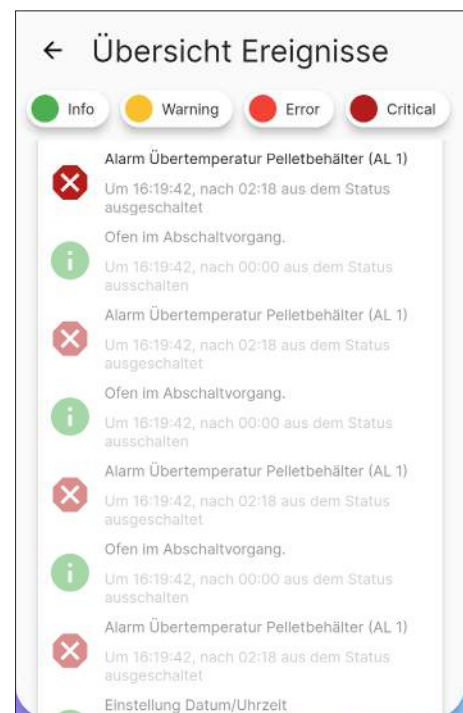 Übersicht Ereignisse
Info Warning Error Critical
Alarm Übertemperatur Pelletbehälter (AL 1)
Um 16:19:42, nach 02:18 aus dem Status
ausgeschaltet
Ofen im Abschaltvorgang.
Um 16:19:42, nach 00:00 aus dem Status
ausschalten
Alarm Übertemperatur Pelletbehälter (AL 1)
Um 16:19:42, nach 02:18 aus dem Status
ausgeschaltet
Ofen im Abschaltvorgang.
Um 16:19:42, nach 00:00 aus dem Status
ausschalten
Alarm Übertemperatur Pelletbehälter (AL 1)
Um 16:19:42, nach 02:18 aus dem Status
ausgeschaltet
Ofen im Abschaltvorgang.
Um 16:19:42, nach 00:00 aus dem Status
ausschalten
Alarm Übertemperatur Pelletbehälter (AL 1)
Um 16:19:42, nach 02:18 aus dem Status
ausgeschaltet
Einstellung Datum/Uhrzeit